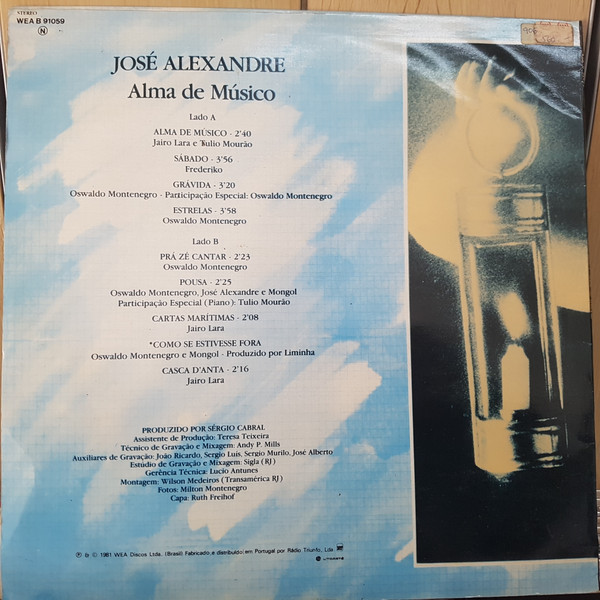 STEREO
WEA B 91059
N
JOSÉ ALEXANDRE
Alma de Músico
Lado A
ALMA DE MÚSICO - 2'40
Jairo Lara e Tulio Mourão
SÁBADO - 3'56
Frederiko
GRÁVIDA - 3'20
Oswaldo Montenegro - Participação Especial: Oswaldo Montenegro
ESTRELAS - 3'58
Oswaldo Montenegro
Lado B
PRÁ ZÉ CANTAR - 2'23
Oswaldo Montenegro
POUSA - 2'25
Oswaldo Montenegro, José Alexandre e Mongol
Participação Especial (Piano): Tulio Mourão
CARTAS MARÍTIMAS - 2'08
Jairo Lara
*COMO SE ESTIVESSE FORA
Oswaldo Montenegro e Mongol - Produzido por Liminha
CASCA D'ANTA - 2'16
Jairo Lara
PRODUZIDO POR SÉRGIO CABRAL
Assistente de Produção: Teresa Teixeira
Técnico de Gravação e Mixagem: Andy P. Mills
Auxiliares de Gravação: João Ricardo, Sergio Luis, Sergio Murilo, José Alberto
Estúdio de Gravação e Mixagem: Sigla (RJ)
Gerência Técnica: Lucio Antunes
Montagem: Wilson Medeiros (Transamérica RJ)
Fotos: Milton Montenegro
Capa: Ruth Freihof
℗ & © 1981 WEA Discos Ltda. (Brasil) Fabricado e distribuído em Portugal por Rádio Triunfo, Lda.